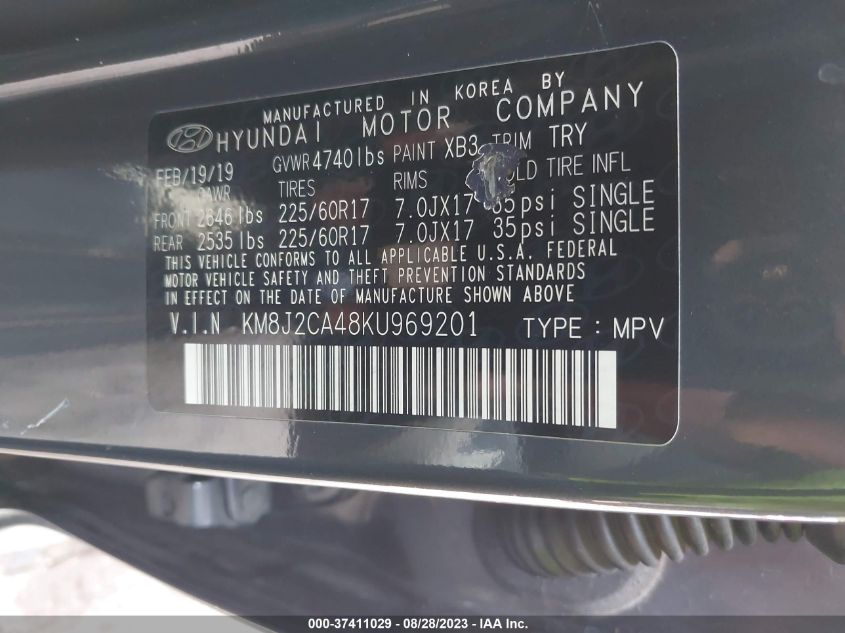 MANUFACTURED IN KOREA BY
HYUNDAI MOTOR COMPANY
FEB/19/19 GVWR 4740 lbs PAINT XB3 TRIM TRY
GAWR TIRES RIMS COLD TIRE INFL
FRONT 2646 lbs 225/60R17 7.0JX17 35psi SINGLE
REAR 2535 lbs 225/60R17 7.0JX17 35psi SINGLE
THIS VEHICLE CONFORMS TO ALL APPLICABLE U.S.A. FEDERAL
MOTOR VEHICLE SAFETY AND THEFT PREVENTION STANDARDS
IN EFFECT ON THE DATE OF MANUFACTURE SHOWN ABOVE
V.I.N KM8J2CA48KU969201 TYPE : MPV
000-37411029 - 08/28/2023 - IAA Inc.